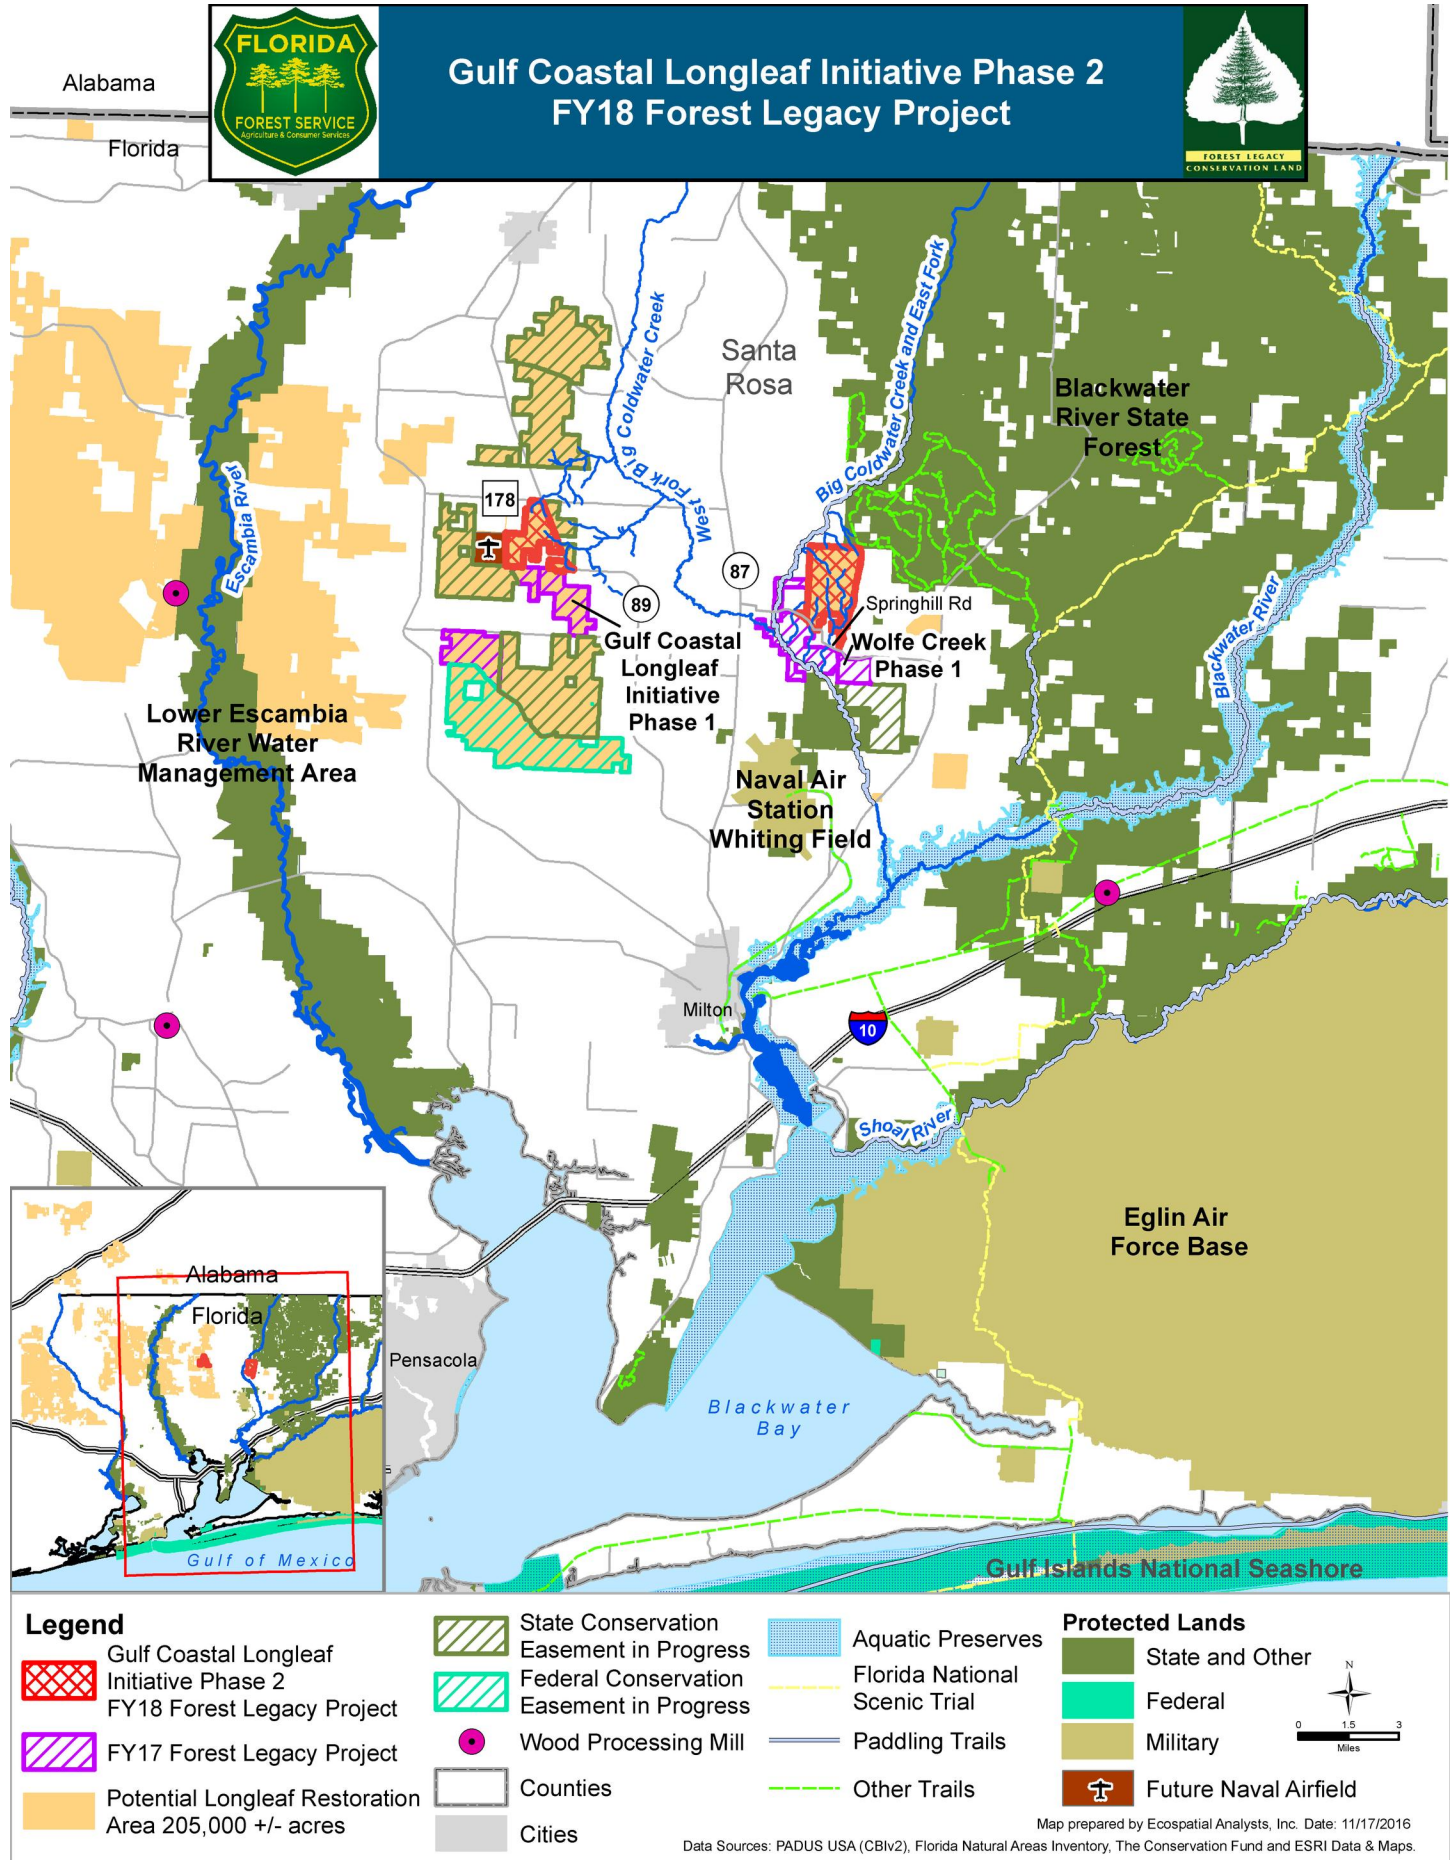 FLORIDA
FOREST SERVICE
Agriculture & Consumer Services
Gulf Coastal Longleaf Initiative Phase 2
FY18 Forest Legacy Project
FOREST LEGACY
CONSERVATION LAND
Alabama
Florida
Santa
Rosa
Big Coldwater Creek and East Fork
West Fork Big Coldwater Creek
Blackwater
River State
Forest
Escambia River
178
87
89
Springhill Rd
Gulf Coastal
Longleaf
Initiative
Phase 1
Wolfe Creek
Phase 1
Blackwater River
Lower Escambia
River Water
Management Area
Naval Air
Station
Whiting Field
Milton
10
Shoal River
Eglin Air
Force Base
Alabama
Florida
Gulf of Mexico
Pensacola
Blackwater
Bay
Gulf Islands National Seashore
Legend
Gulf Coastal Longleaf
Initiative Phase 2
FY18 Forest Legacy Project
FY17 Forest Legacy Project
Potential Longleaf Restoration
Area 205,000 +/- acres
State Conservation
Easement in Progress
Federal Conservation
Easement in Progress
Wood Processing Mill
Counties
Cities
Aquatic Preserves
Florida National
Scenic Trial
Paddling Trails
Other Trails
Protected Lands
State and Other
Federal
Military
Future Naval Airfield
N
0 1.5 3
Miles
Map prepared by Ecospatial Analysts, Inc. Date: 11/17/2016
Data Sources: PADUS USA (CBIv2), Florida Natural Areas Inventory, The Conservation Fund and ESRI Data & Maps.